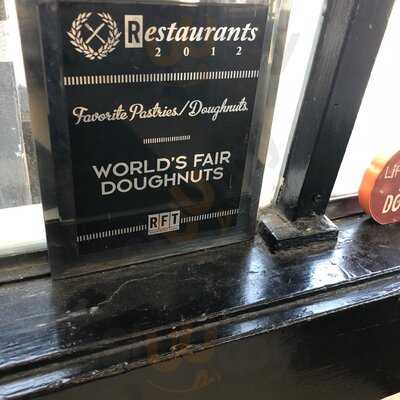 Restaurants
2012
Favorite Pastries/Doughnuts
WORLD'S FAIR
DOUGHNUTS
RFT